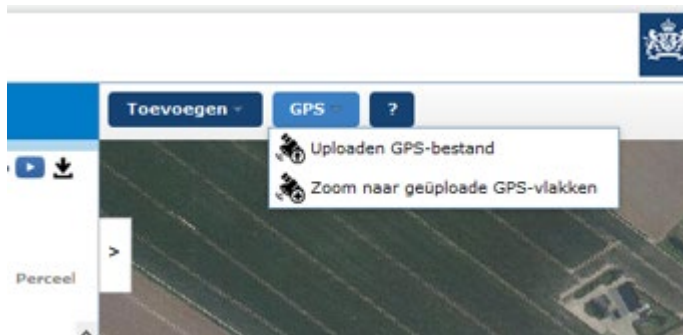 Toevoegen GPS ?
Uploaden GPS-bestand
Zoom naar geüploade GPS-vlakken
>
Perceel